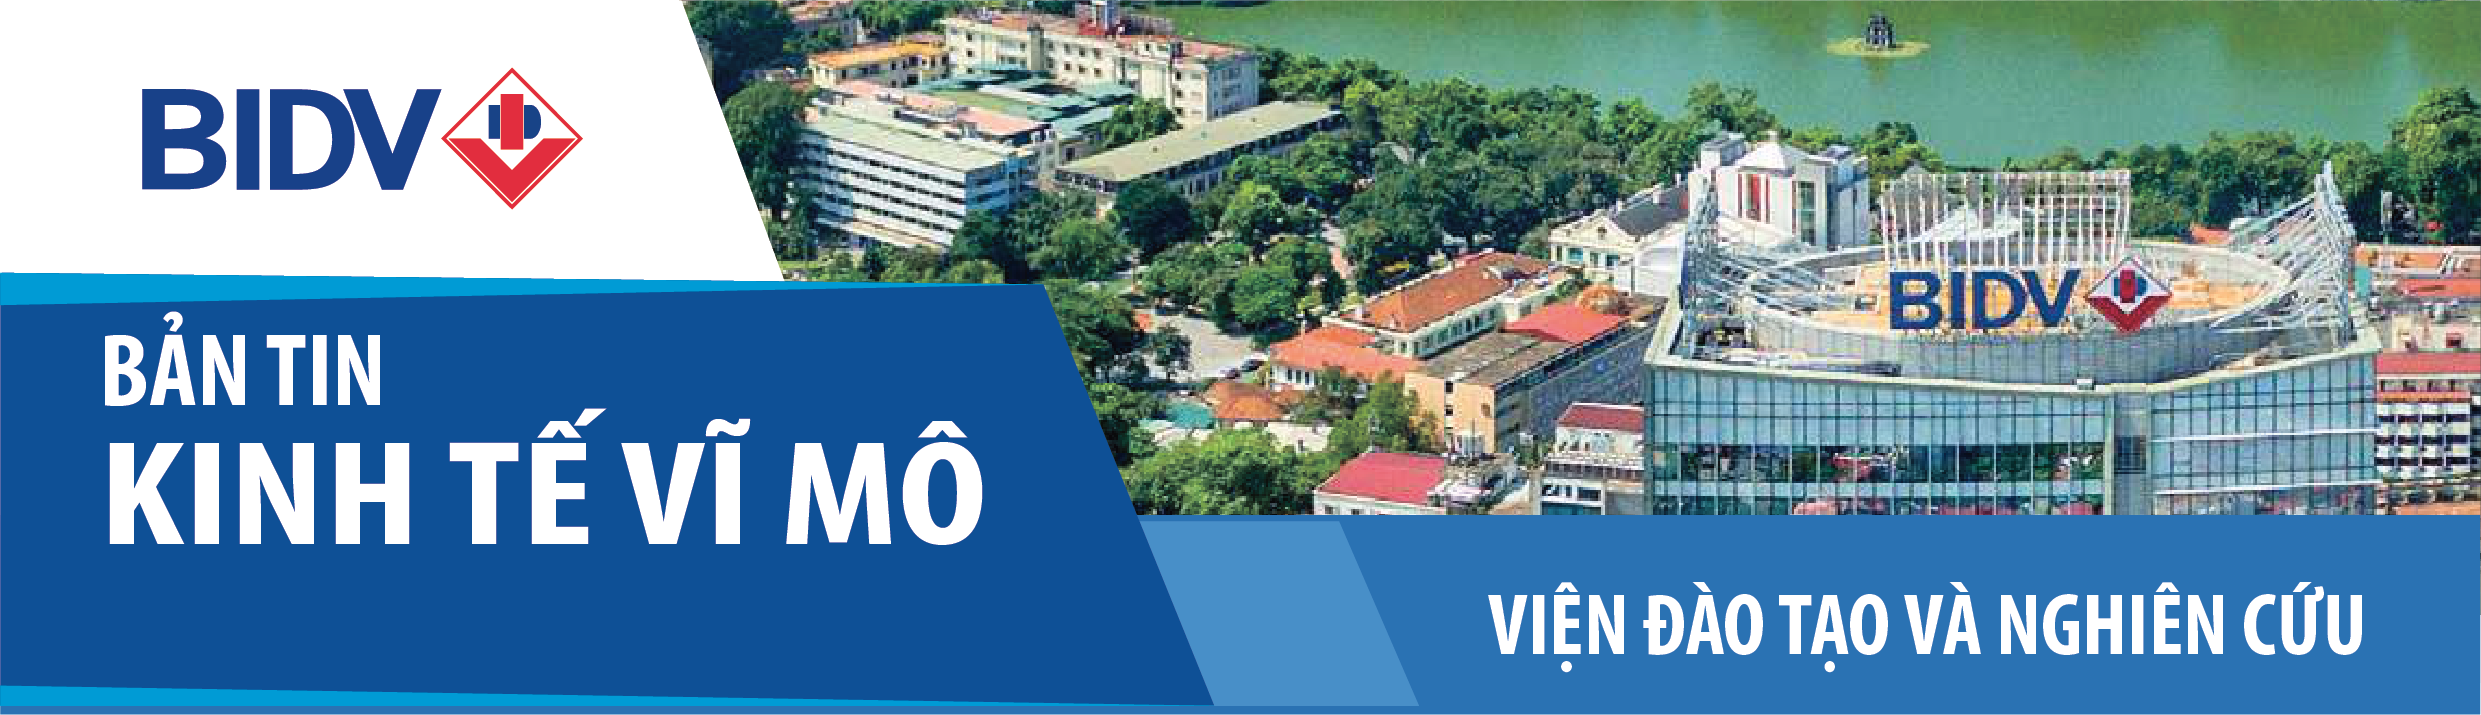 BIDV
BIDV
BẢN TIN
KINH TẾ VĨ MÔ
VIỆN ĐÀO TẠO VÀ NGHIÊN CỨU